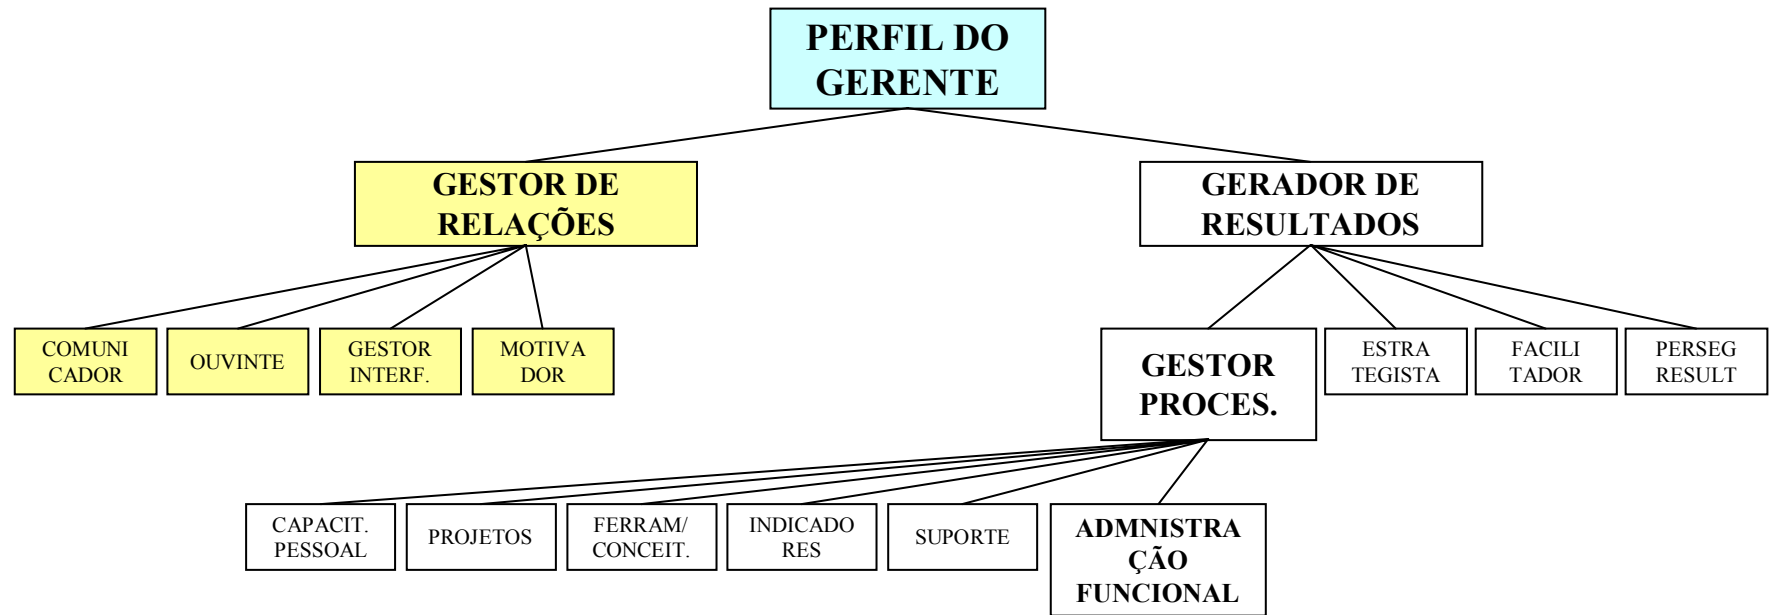 PERFIL DO
GERENTE
GESTOR DE
RELAÇÕES
GERADOR DE
RESULTADOS
COMUNI
CADOR
OUVINTE
GESTOR
INTERF.
MOTIVA
DOR
GESTOR
PROCES.
ESTRA
TEGISTA
FACILI
TADOR
PERSEG
RESULT
CAPACIT.
PESSOAL
PROJETOS
FERRAM/
CONCEIT.
INDICADO
RES
SUPORTE
ADMNISTRA
ÇÃO
FUNCIONAL